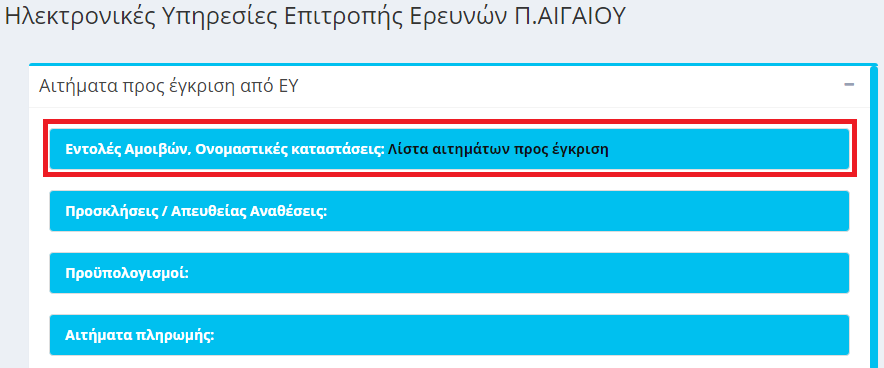 Ηλεκτρονικές Υπηρεσίες Επιτροπής Ερευνών Π.ΑΙΓΑΙΟΥ
Αιτήματα προς έγκριση από ΕΥ
Εντολές Αμοιβών, Ονομαστικές καταστάσεις: Λίστα αιτημάτων προς έγκριση
Προσκλήσεις / Απευθείας Αναθέσεις:
Προϋπολογισμοί:
Αιτήματα πληρωμής: